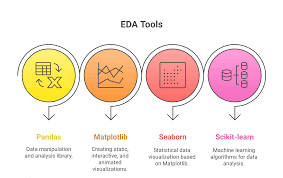 EDA Tools
Pandas
Data manipulation
and analysis library.
Matplotlib
Creating static,
interactive, and
animated
visualizations.
Seaborn
Statistical data
visualization based
on Matplotlib.
Scikit-learn
Machine learning
algorithms for data
analysis.